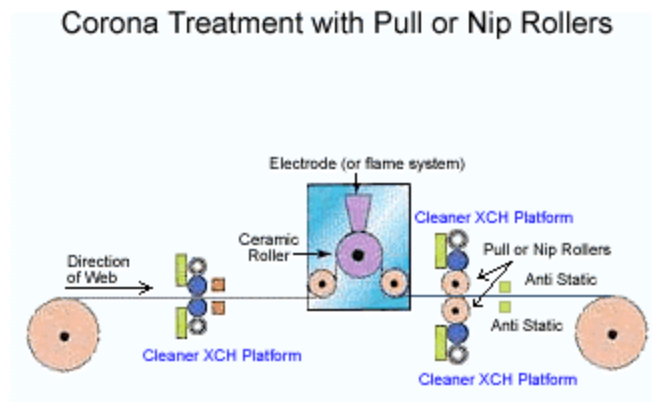 Corona Treatment with Pull or Nip Rollers
Electrode (or flame system)
Cleaner XCH Platform
Ceramic
Roller
Pull or Nip Rollers
Direction
of Web
Anti Static
Anti Static
Cleaner XCH Platform
Cleaner XCH Platform